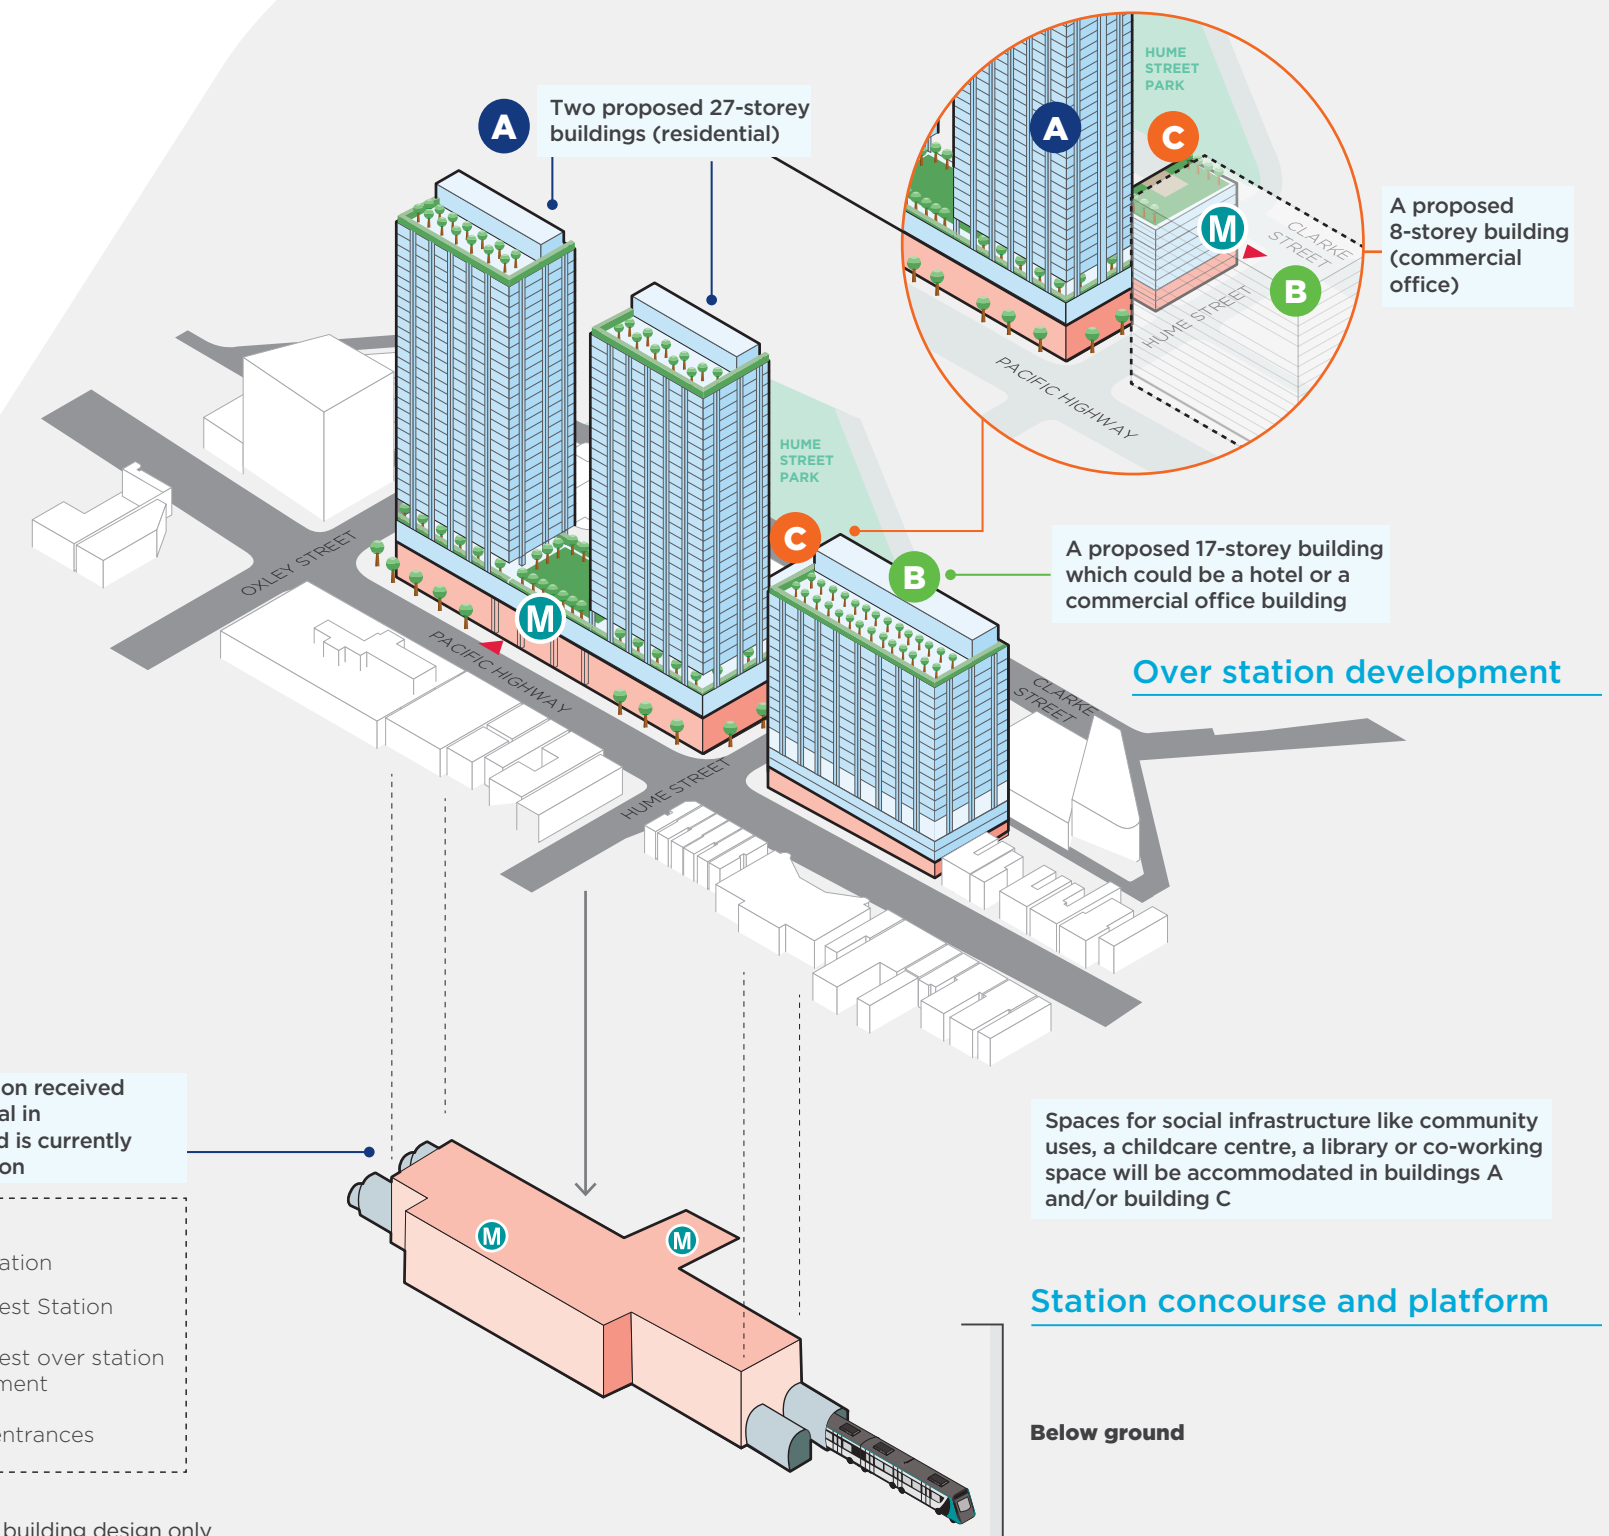 A
Two proposed 27-storey
buildings (residential)
HUME
STREET
PARK
A
C
M
CLARKE
STREET
B
HUME STREET
PACIFIC HIGHWAY
A proposed
8-storey building
(commercial
office)
HUME
STREET
PARK
C
B
A proposed 17-storey building
which could be a hotel or a
commercial office building
OXLEY STREET
M
PACIFIC HIGHWAY
HUME STREET
CLARKE
STREET
Over station development
on received
al in
d is currently
on
ation
est Station
est over station
ment
entrances
building design only
M
M
Spaces for social infrastructure like community
uses, a childcare centre, a library or co-working
space will be accommodated in buildings A
and/or building C
Station concourse and platform
Below ground